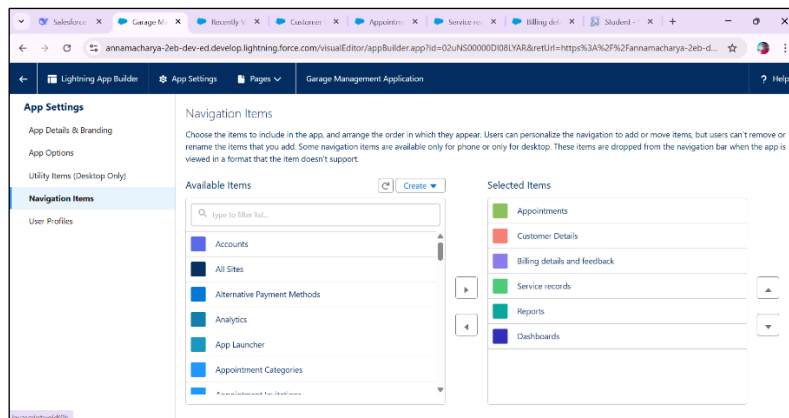 Salesforce
Garage M
Recently V
Customer
Appointm
Service rec
Billing det
Student -
annamacharya-2eb-dev-ed.develop.lightning.force.com/visualEditor/appBuilder.app?id=02uNS00000DI08LYAR&retUrl=https%3A%2F%2Fannamacharya-2eb-d...
Lightning App Builder
App Settings
Pages
Garage Management Application
? Help
App Settings
App Details & Branding
App Options
Utility Items (Desktop Only)
Navigation Items
User Profiles
Navigation Items
Choose the items to include in the app, and arrange the order in which they appear. Users can personalize the navigation to add or move items, but users can't remove or
rename the items that you add. Some navigation items are available only for phone or only for desktop. These items are dropped from the navigation bar when the app is
viewed in a format that the item doesn't support.
Available Items
Create
Type to filter list...
Accounts
All Sites
Alternative Payment Methods
Analytics
App Launcher
Appointment Categories
Appointment Invitations
Selected Items
Appointments
Customer Details
Billing details and feedback
Service records
Reports
Dashboards